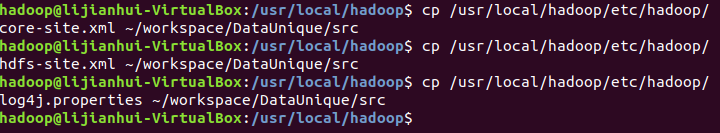 hadoop@lijianhui-VirtualBox:/usr/local/hadoop$ cp /usr/local/hadoop/etc/hadoop/
core-site.xml ~/workspace/DataUnique/src
hadoop@lijianhui-VirtualBox:/usr/local/hadoop$ cp /usr/local/hadoop/etc/hadoop/
hdfs-site.xml ~/workspace/DataUnique/src
hadoop@lijianhui-VirtualBox:/usr/local/hadoop$ cp /usr/local/hadoop/etc/hadoop/
log4j.properties ~/workspace/DataUnique/src
hadoop@lijianhui-VirtualBox:/usr/local/hadoop$